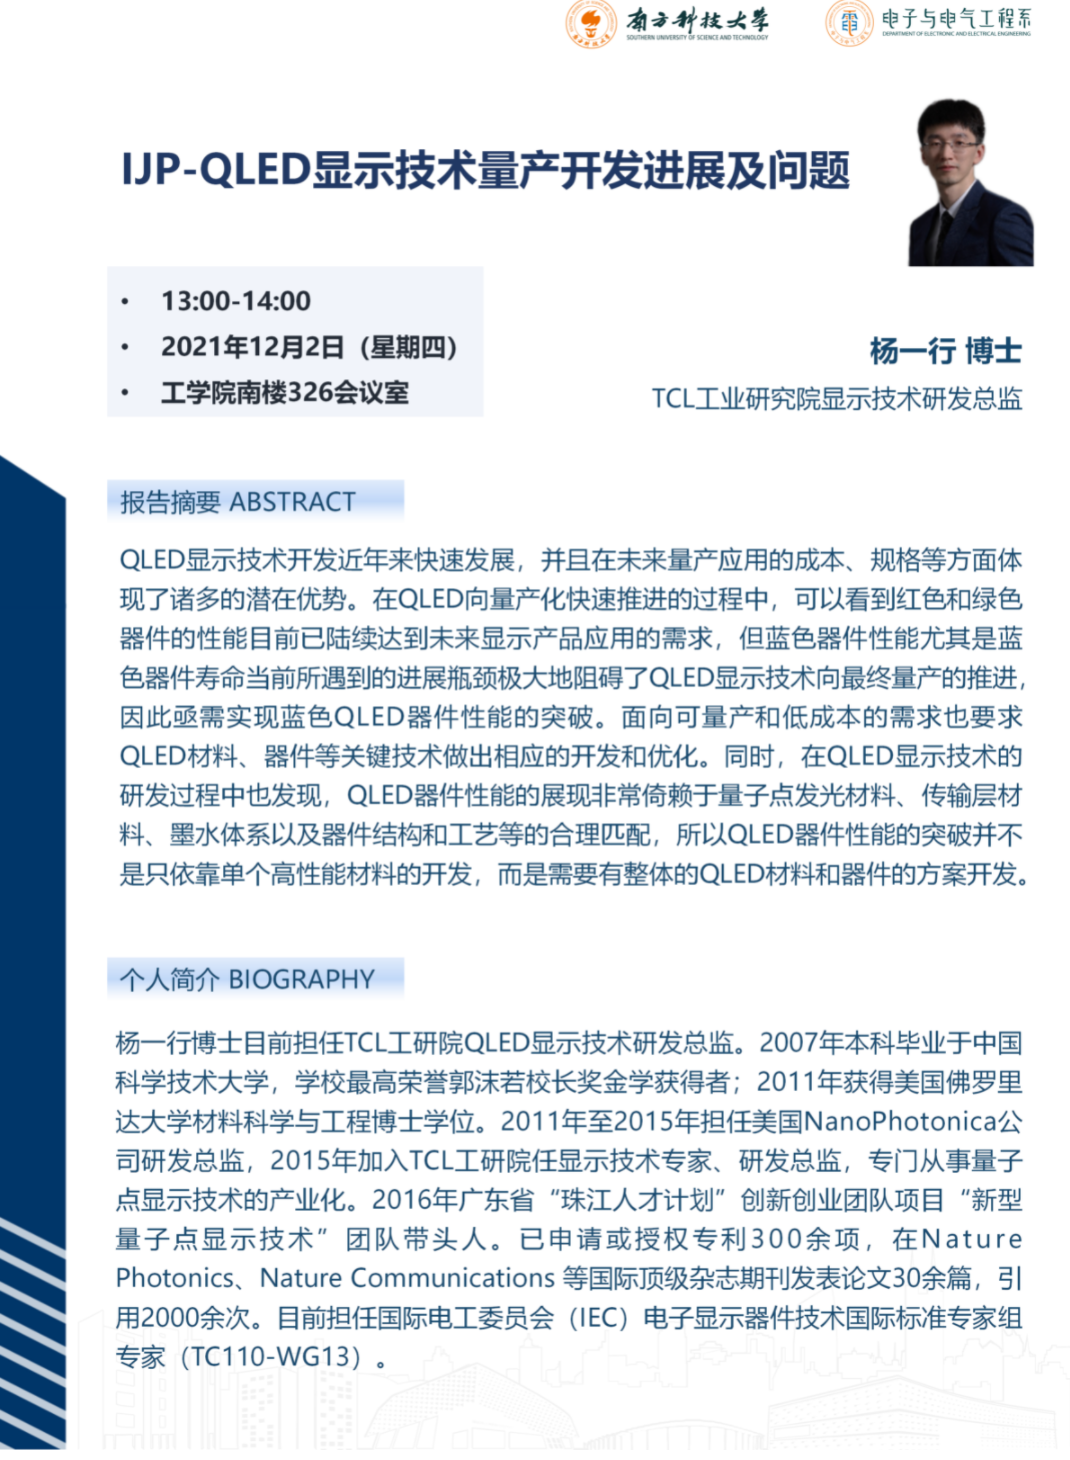 南方科技大学
SOUTHERN UNIVERSITY OF SCIENCE AND TECHNOLOGY
电子与电气工程系
DEPARTMENT OF ELECTRONIC AND ELECTRICAL ENGINEERING
IJP-QLED显示技术量产开发进展及问题
• 13:00-14:00
• 2021年12月2日（星期四）
• 工学院南楼326会议室
杨一行 博士
TCL工业研究院显示技术研发总监
报告摘要 ABSTRACT
QLED显示技术开发近年来快速发展，并且在未来量产应用的成本、规格等方面体
现了诸多的潜在优势。在QLED向量产化快速推进的过程中，可以看到红色和绿色
器件的性能目前已陆续达到未来显示产品应用的需求，但蓝色器件性能尤其是蓝
色器件寿命当前所遇到的进展瓶颈极大地阻碍了QLED显示技术向最终量产的推进，
因此亟需实现蓝色QLED器件性能的突破。面向可量产和低成本的需求也要求
QLED材料、器件等关键技术做出相应的开发和优化。同时，在QLED显示技术的
研发过程中也发现，QLED器件性能的展现非常倚赖于量子点发光材料、传输层材
料、墨水体系以及器件结构和工艺等的合理匹配，所以QLED器件性能的突破并不
是只依靠单个高性能材料的开发，而是需要有整体的QLED材料和器件的方案开发。
个人简介 BIOGRAPHY
杨一行博士目前担任TCL工研院QLED显示技术研发总监。2007年本科毕业于中国
科学技术大学，学校最高荣誉郭沫若校长奖金学获得者；2011年获得美国佛罗里
达大学材料科学与工程博士学位。2011年至2015年担任美国NanoPhotonica公
司研发总监，2015年加入TCL工研院任显示技术专家、研发总监，专门从事量子
点显示技术的产业化。2016年广东省“珠江人才计划”创新创业团队项目“新型
量子点显示技术”团队带头人。已申请或授权专利300余项，在Nature
Photonics、Nature Communications 等国际顶级杂志期刊发表论文30余篇，引
用2000余次。目前担任国际电工委员会（IEC）电子显示器件技术国际标准专家组
专家（TC110-WG13）。